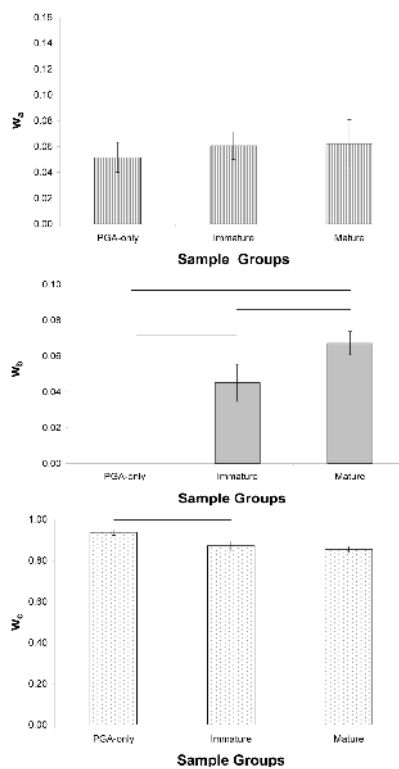 0.16
0.14
0.12
0.10
0.08
0.06
0.04
0.02
0.00
Wa
PGA-only Immature Mature
Sample Groups
0.10
0.08
0.06
0.04
0.02
0.00
Wb
PGA-only Immature Mature
Sample Groups
1.00
0.80
0.60
0.40
0.20
0.00
Wc
PGA-only Immature Mature
Sample Groups